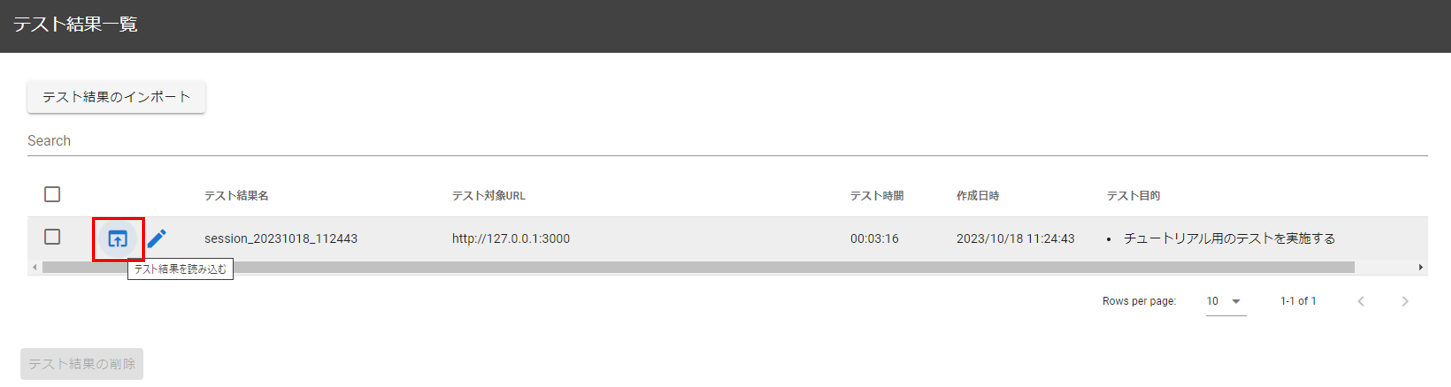 テスト結果一覧
テスト結果のインポート
Search
テスト結果名 テスト対象URL テスト時間 作成日時 テスト目的
session_20231018_112443 http://127.0.0.1:3000 00:03:16 2023/10/18 11:24:43 • チュートリアル用のテストを実施する
テスト結果を読み込む
Rows per page: 10 1-1 of 1
テスト結果の削除